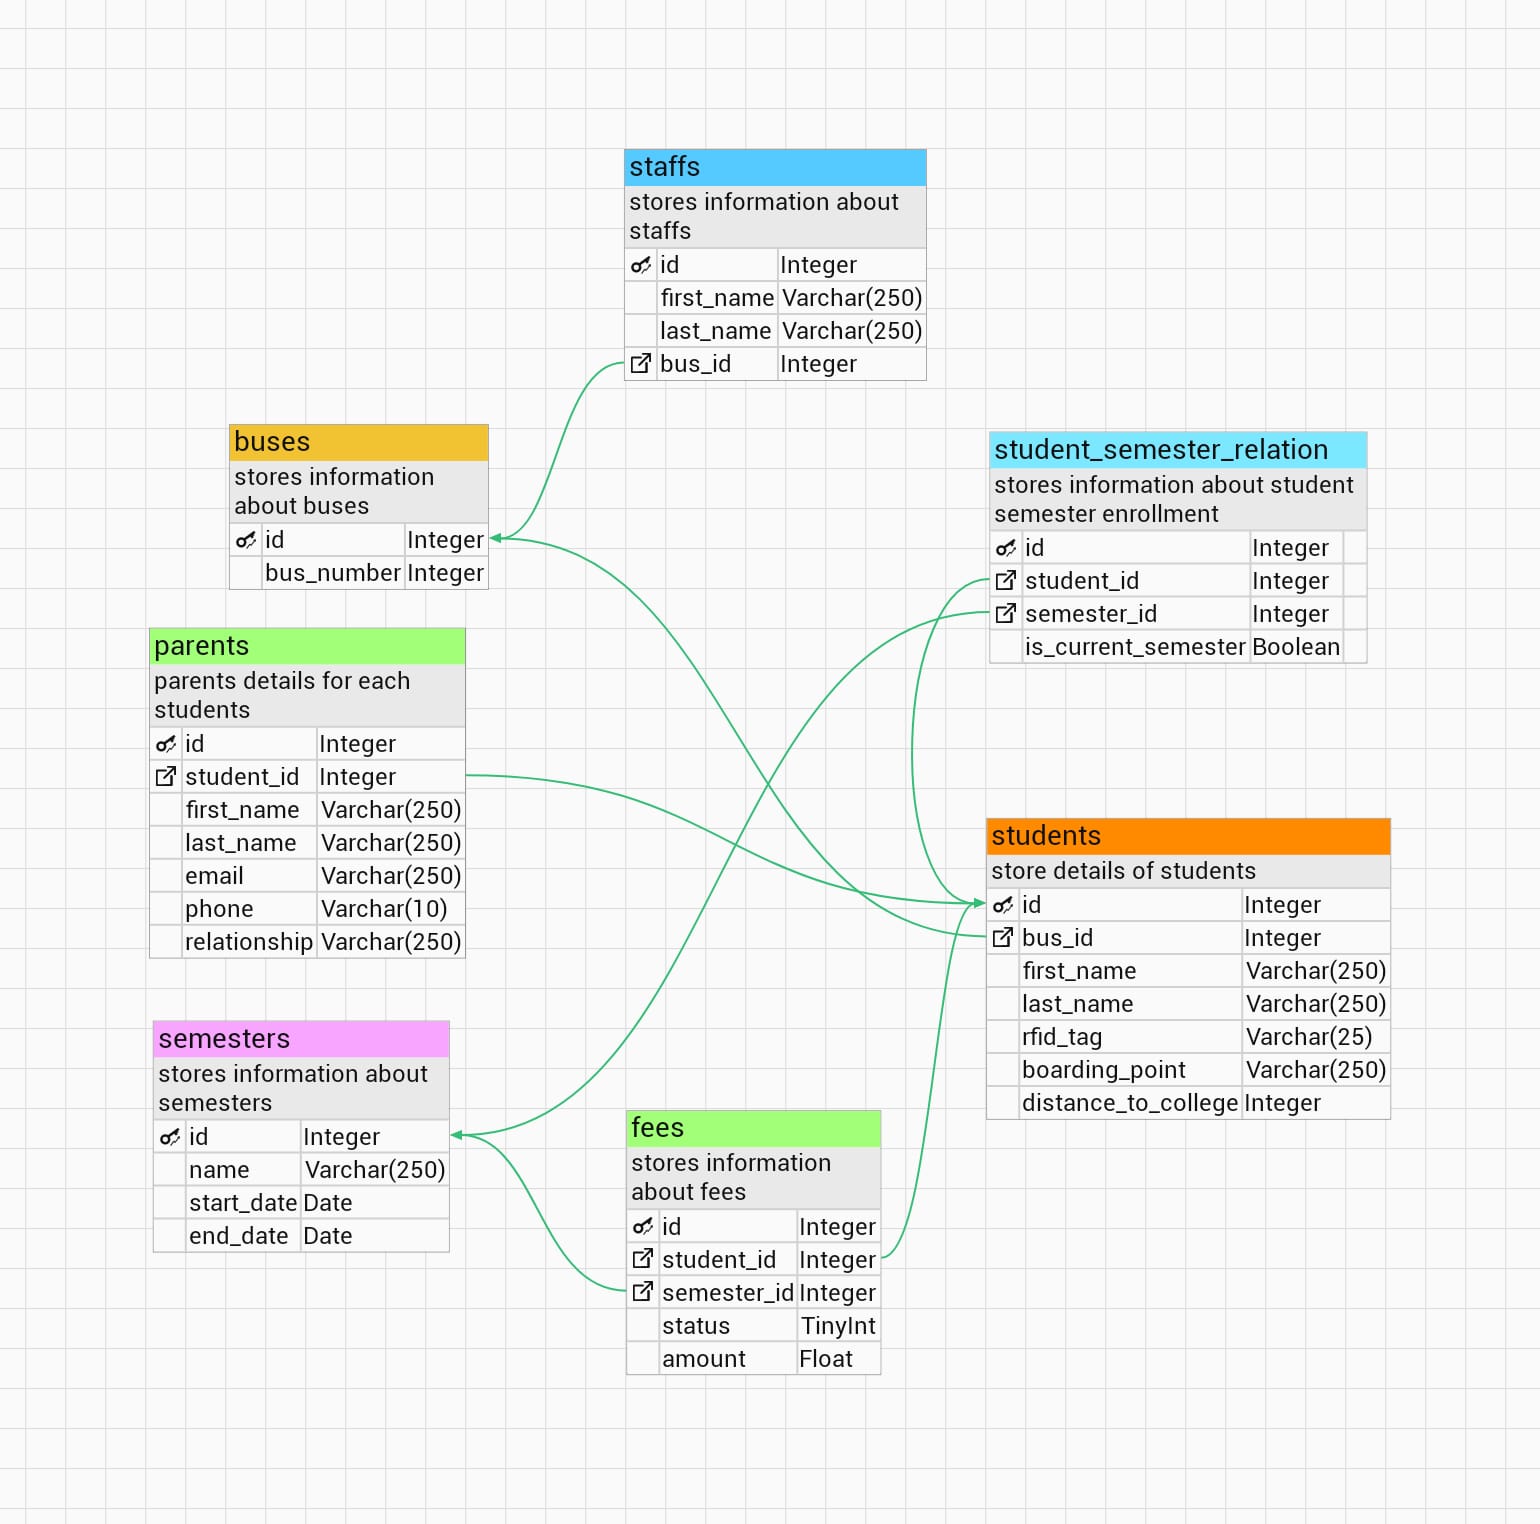 staffs
stores information about
staffs
id Integer
first_name Varchar(250)
last_name Varchar(250)
bus_id Integer
buses
stores information
about buses
id Integer
bus_number Integer
student_semester_relation
stores information about student
semester enrollment
id Integer
student_id Integer
semester_id Integer
is_current_semester Boolean
parents
parents details for each
students
id Integer
student_id Integer
first_name Varchar(250)
last_name Varchar(250)
email Varchar(250)
phone Varchar(10)
relationship Varchar(250)
students
store details of students
id Integer
bus_id Integer
first_name Varchar(250)
last_name Varchar(250)
rfid_tag Varchar(25)
boarding_point Varchar(250)
distance_to_college Integer
semesters
stores information about
semesters
id Integer
name Varchar(250)
start_date Date
end_date Date
fees
stores information
about fees
id Integer
student_id Integer
semester_id Integer
status TinyInt
amount Float